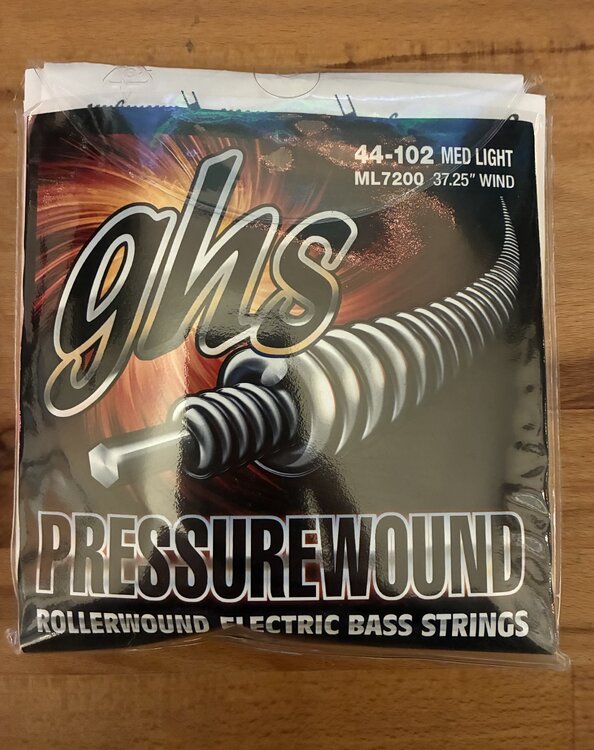 44-102 MED LIGHT
ML7200 37.25" WIND
ghs
PRESSUREWOUND
ROLLERWOUND ELECTRIC BASS STRINGS